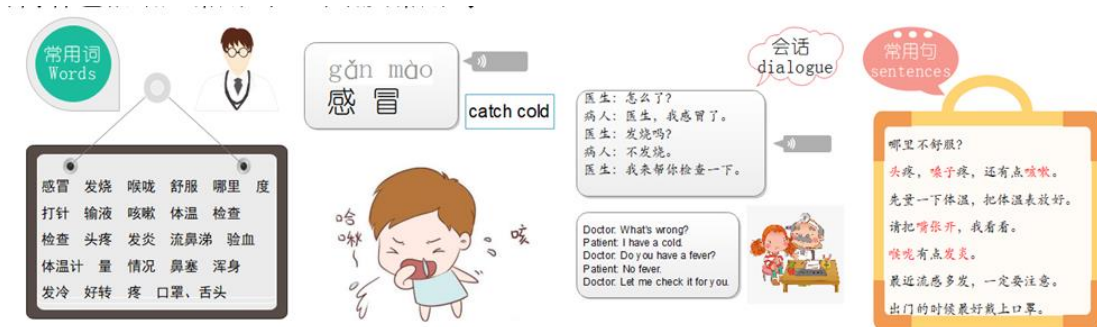 常用词
Words
感冒 发烧 喉咙 舒服 哪里 度
打针 输液 咳嗽 体温 检查
检查 头疼 发炎 流鼻涕 验血
体温计 量 情况 鼻塞 浑身
发冷 好转 疼 口罩、舌头
gǎn mào
感冒
catch cold
哈
啾
咳
会话
dialogue
医生：怎么了？
病人：医生，我感冒了。
医生：发烧吗？
病人：不发烧。
医生：我来帮你检查一下。
Doctor: What's wrong?
Patient: I have a cold.
Doctor: Do you have a fever?
Patient: No fever.
Doctor: Let me check it for you.
常用句
sentences
哪里不舒服？
头疼，嗓子疼，还有点咳嗽。
先量一下体温，把体温表放好。
请把嘴张开，我看看。
喉咙有点发炎。
最近流感多发，一定要注意。
出门的时候最好戴上口罩。